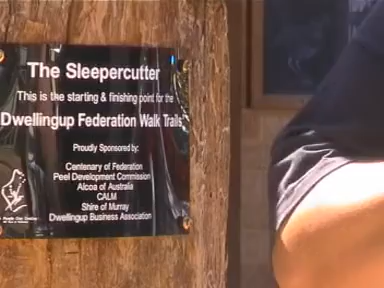 The Sleepercutter
This is the starting & finishing point for the
Dwellingup Federation Walk Trails
Proudly Sponsored by:
Centenary of Federation
Peel Development Commission
Alcoa of Australia
CALM
Shire of Murray
Dwellingup Business Association